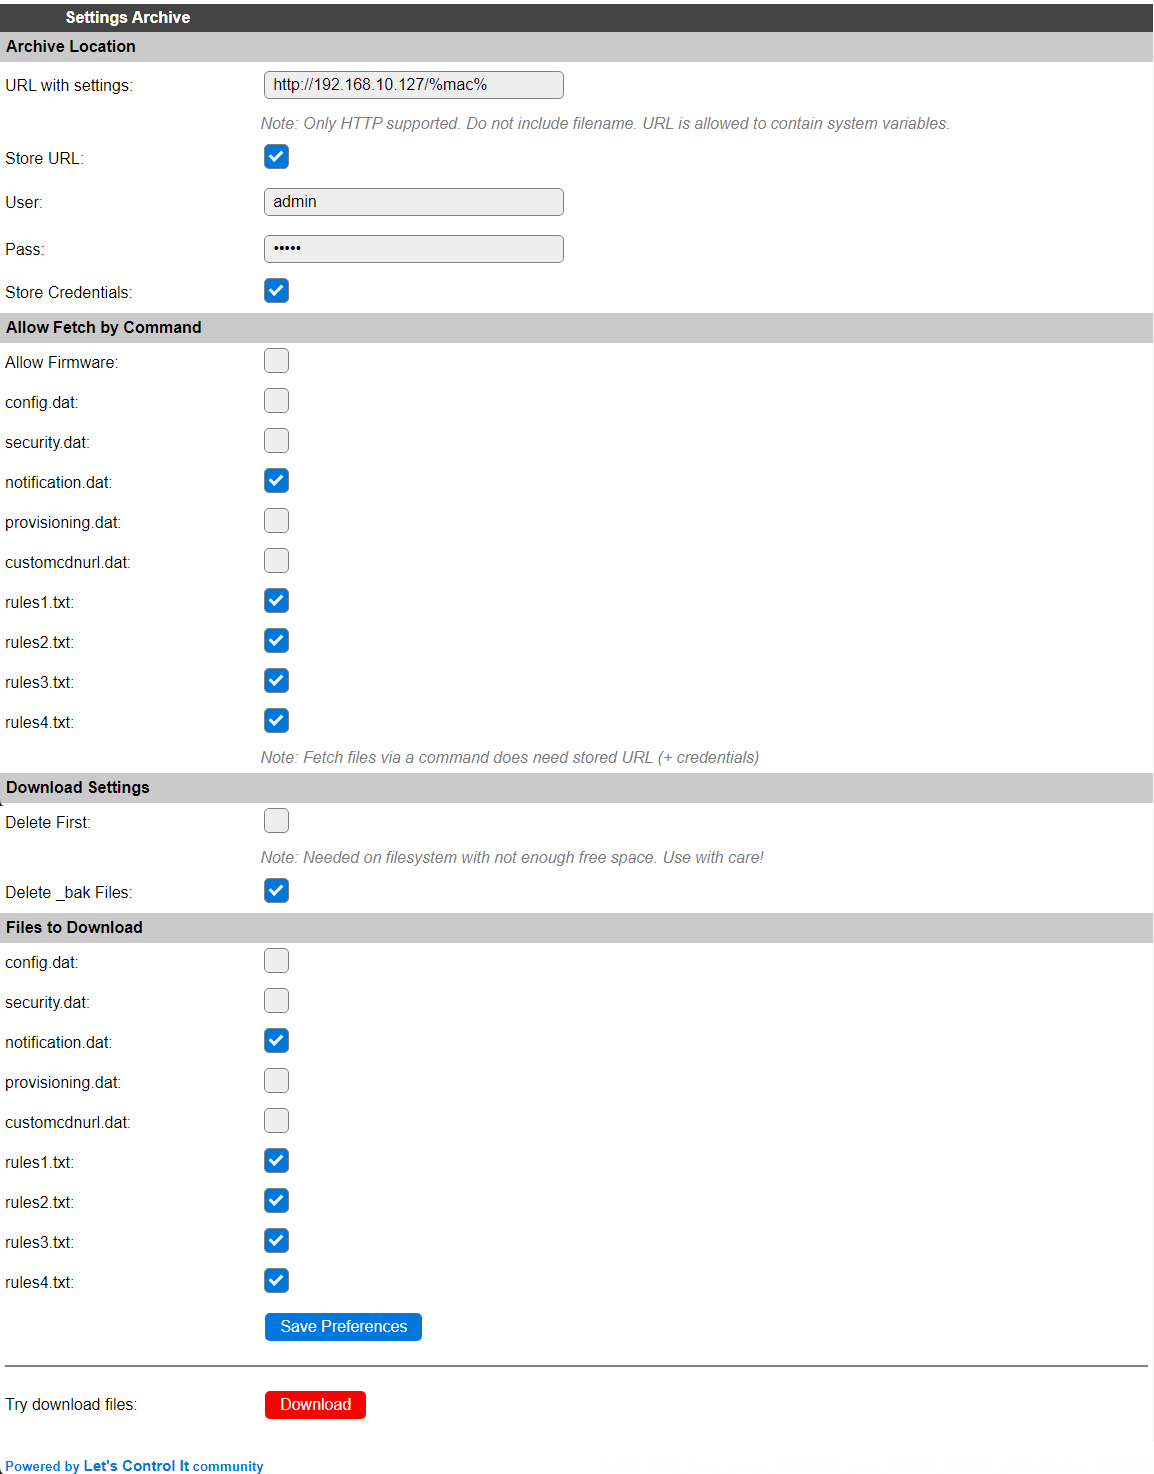 Settings Archive
Archive Location
URL with settings: http://192.168.10.127/%mac%
Note: Only HTTP supported. Do not include filename. URL is allowed to contain system variables.
Store URL:
User: admin
Pass: •••••
Store Credentials:
Allow Fetch by Command
Allow Firmware:
config.dat:
security.dat:
notification.dat:
provisioning.dat:
customcdnurl.dat:
rules1.txt:
rules2.txt:
rules3.txt:
rules4.txt:
Note: Fetch files via a command does need stored URL (+ credentials)
Download Settings
Delete First:
Note: Needed on filesystem with not enough free space. Use with care!
Delete _bak Files:
Files to Download
config.dat:
security.dat:
notification.dat:
provisioning.dat:
customcdnurl.dat:
rules1.txt:
rules2.txt:
rules3.txt:
rules4.txt:
Save Preferences
Try download files: Download
Powered by Let's Control It community